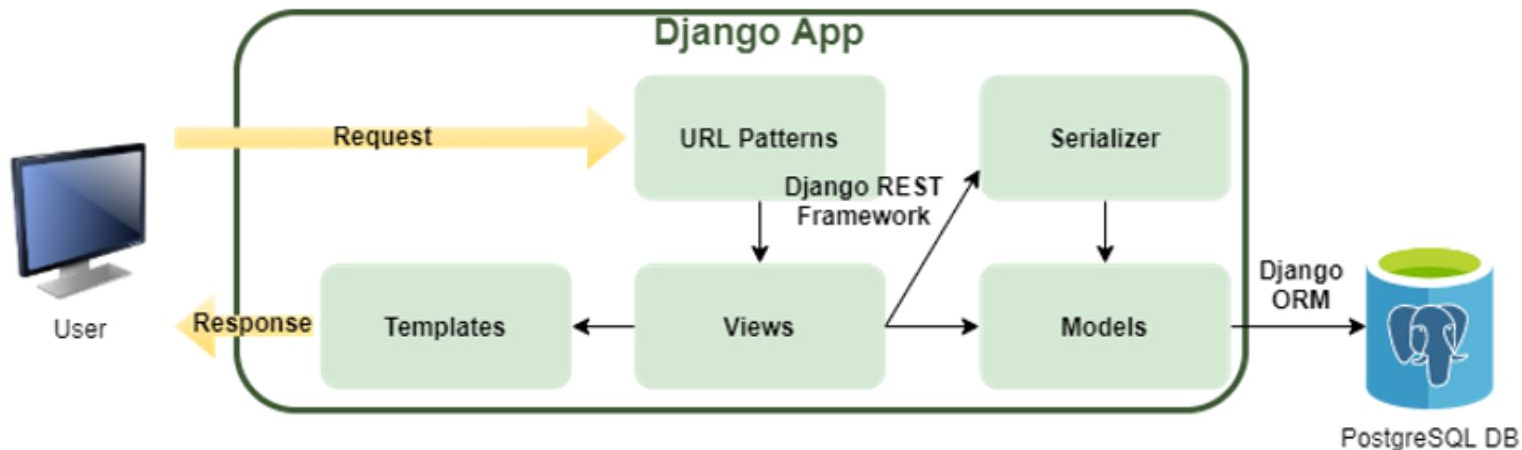 Django App
Request
URL Patterns
Serializer
Django REST
Framework
User
Response
Templates
Views
Models
Django
ORM
PostgreSQL DB